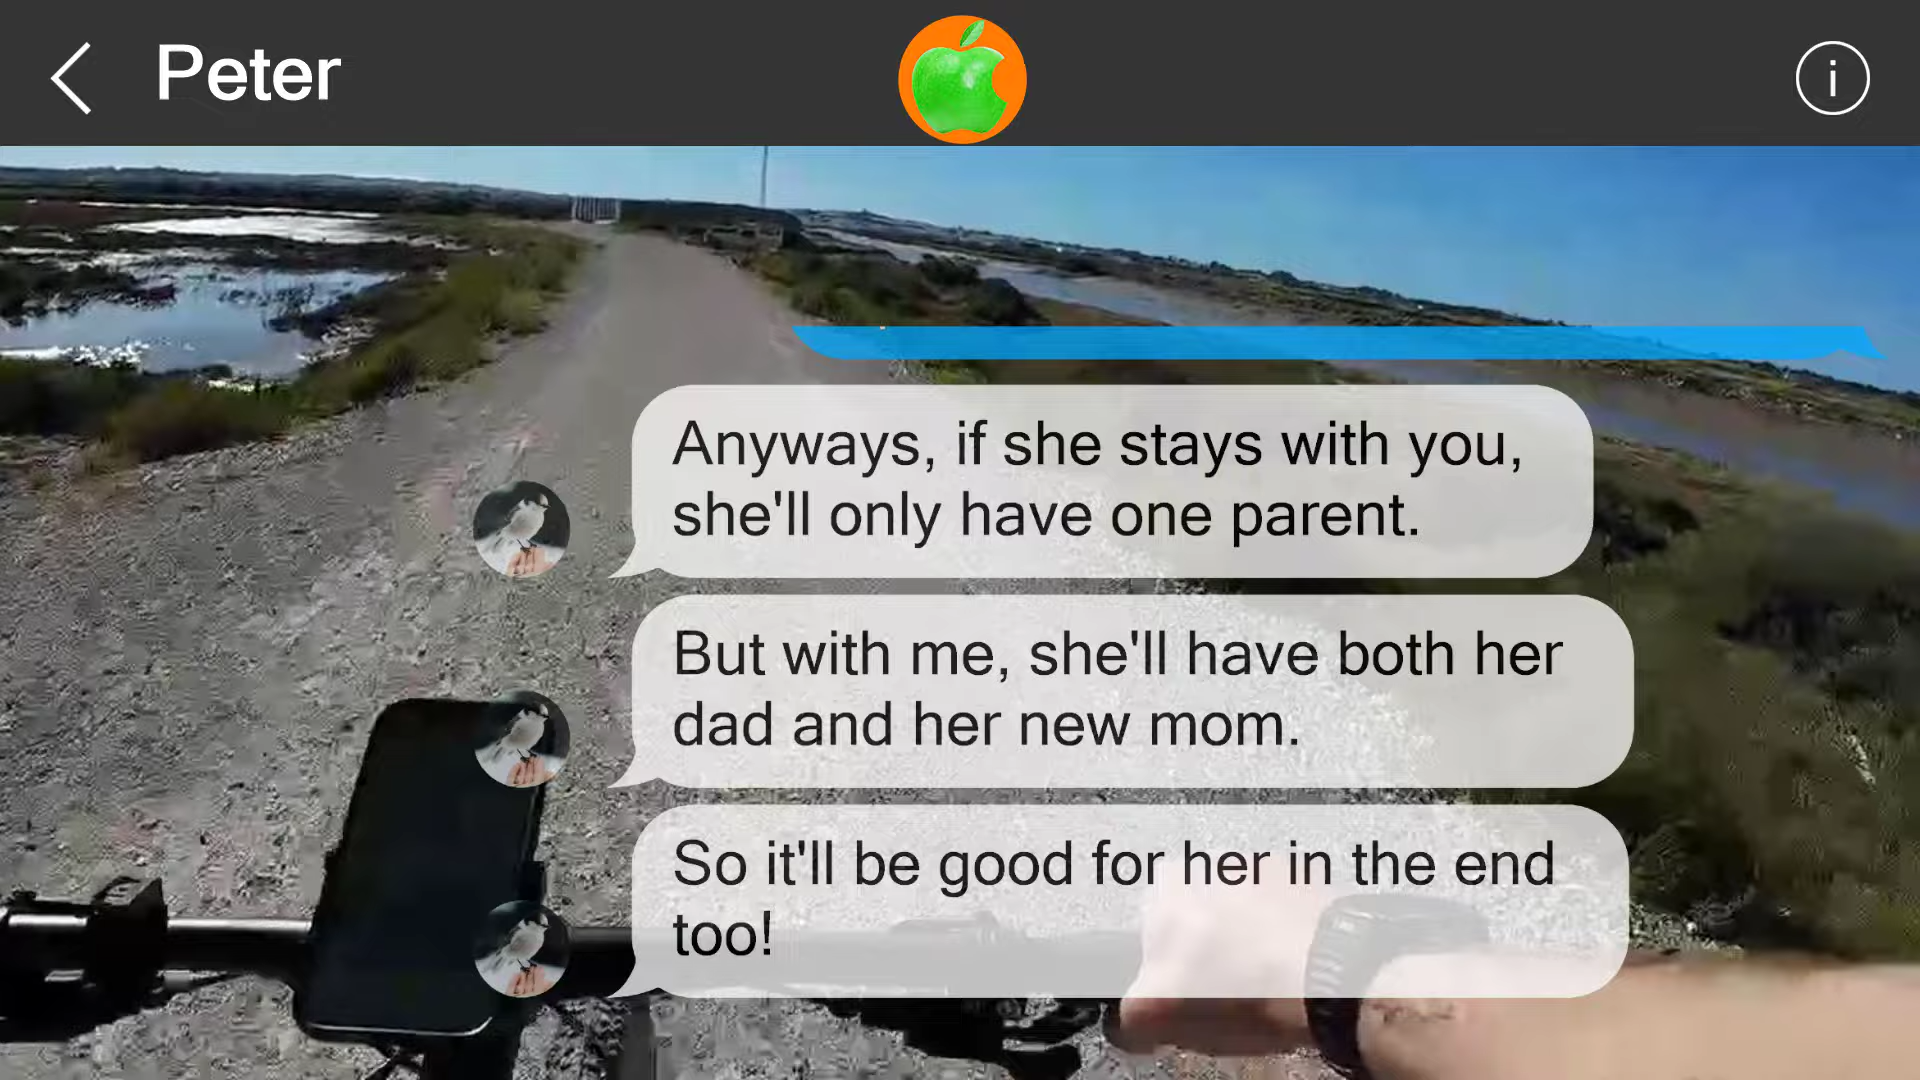 Peter
i
Anyways, if she stays with you,
she'll only have one parent.
But with me, she'll have both her
dad and her new mom.
So it'll be good for her in the end
too!